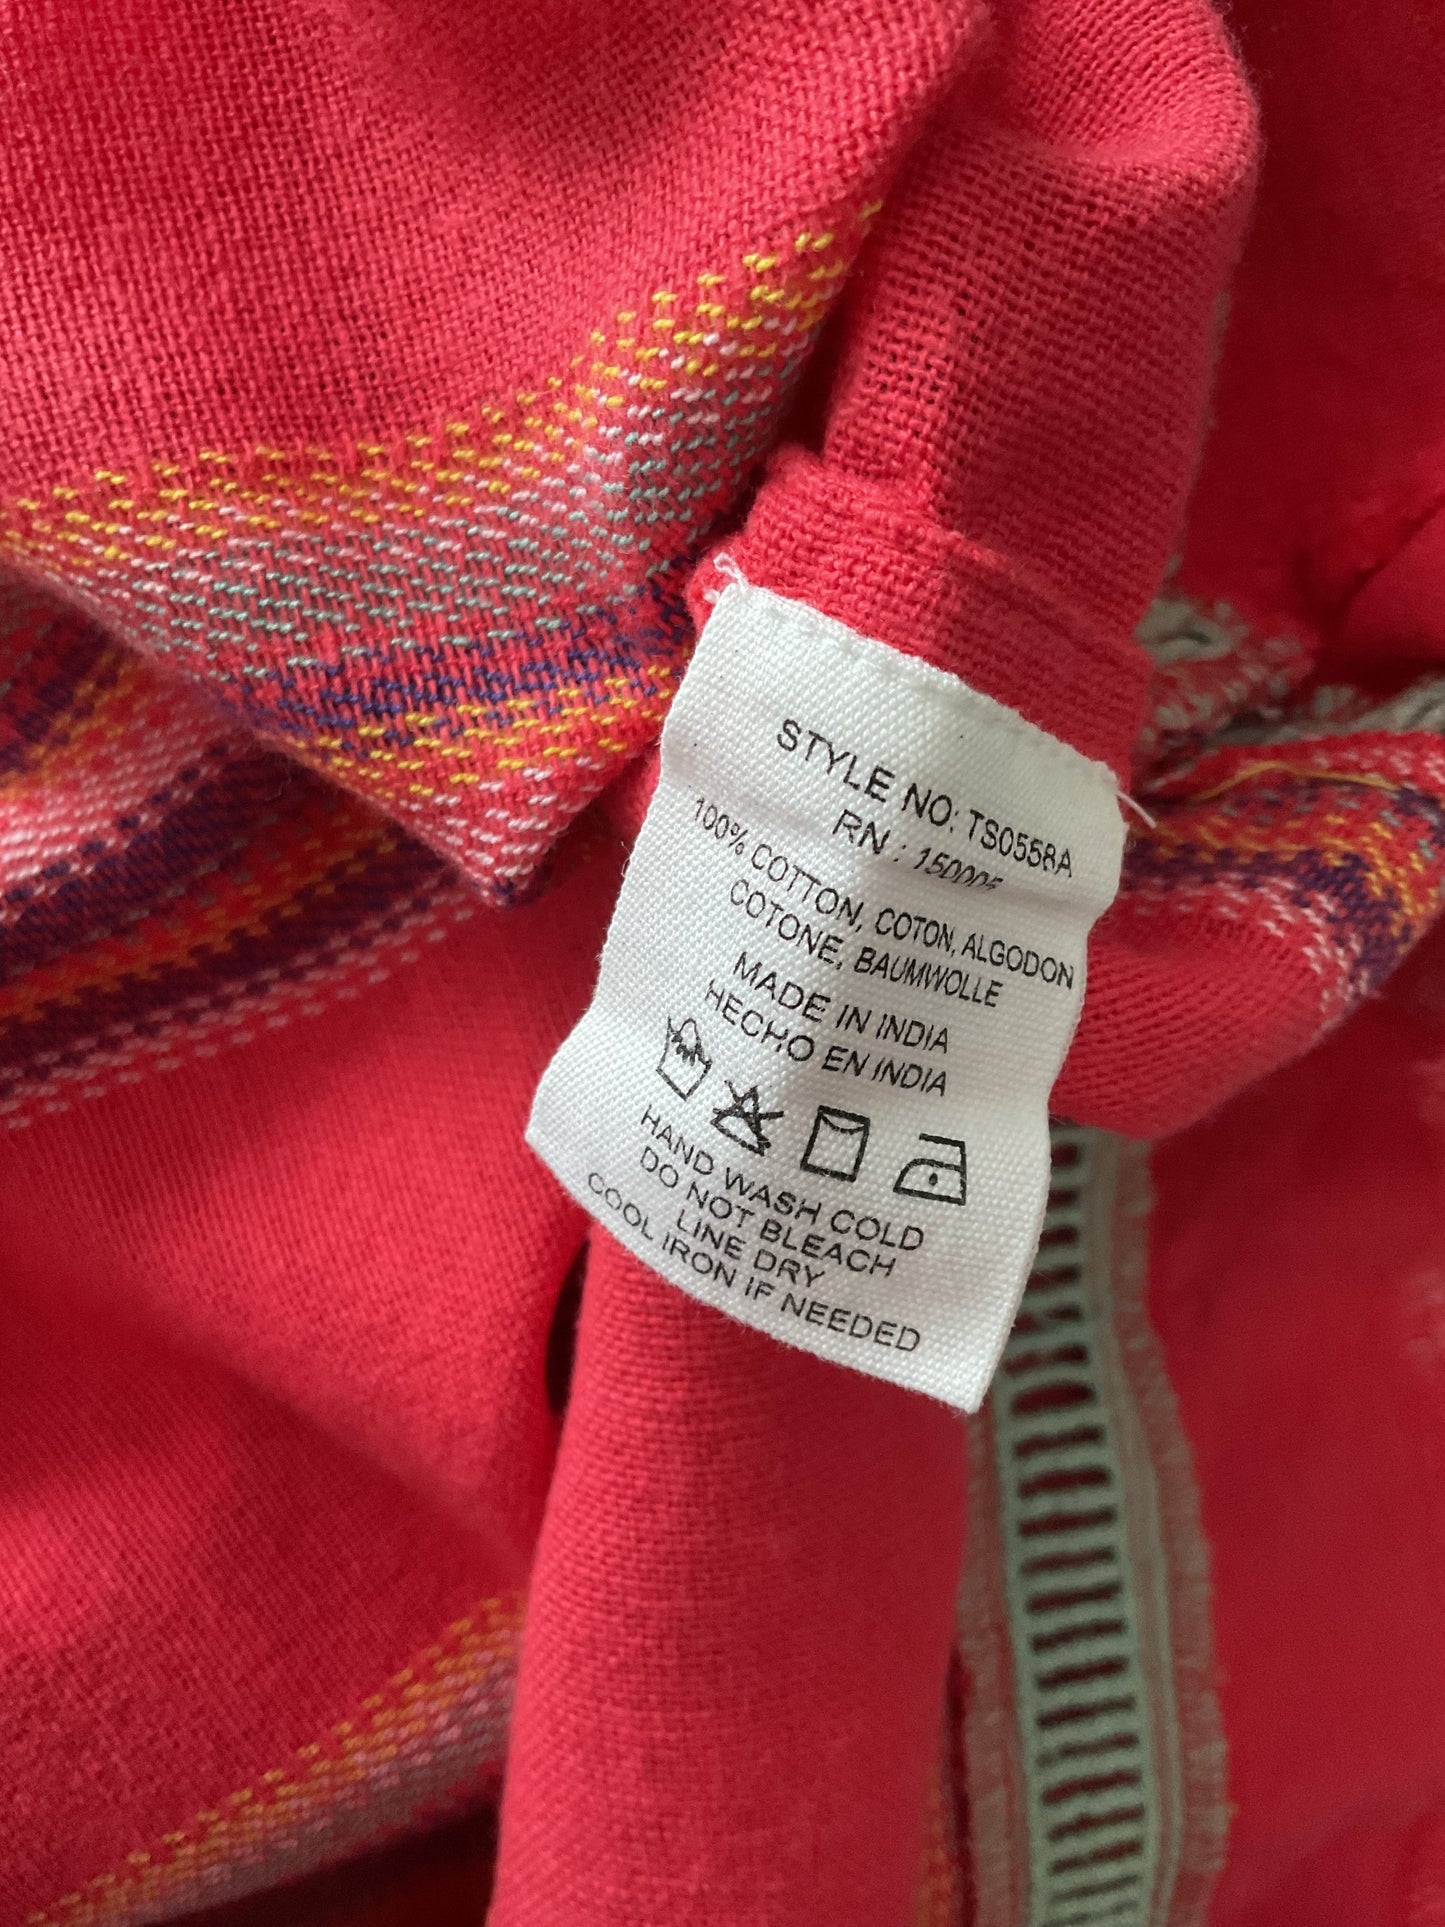 STYLE NO: TS0558A
RN : 150005
100% COTTON, COTON, ALGODON
COTONE, BAUMWOLLE
MADE IN INDIA
HECHO EN INDIA
HAND WASH COLD
DO NOT BLEACH
LINE DRY
COOL IRON IF NEEDED